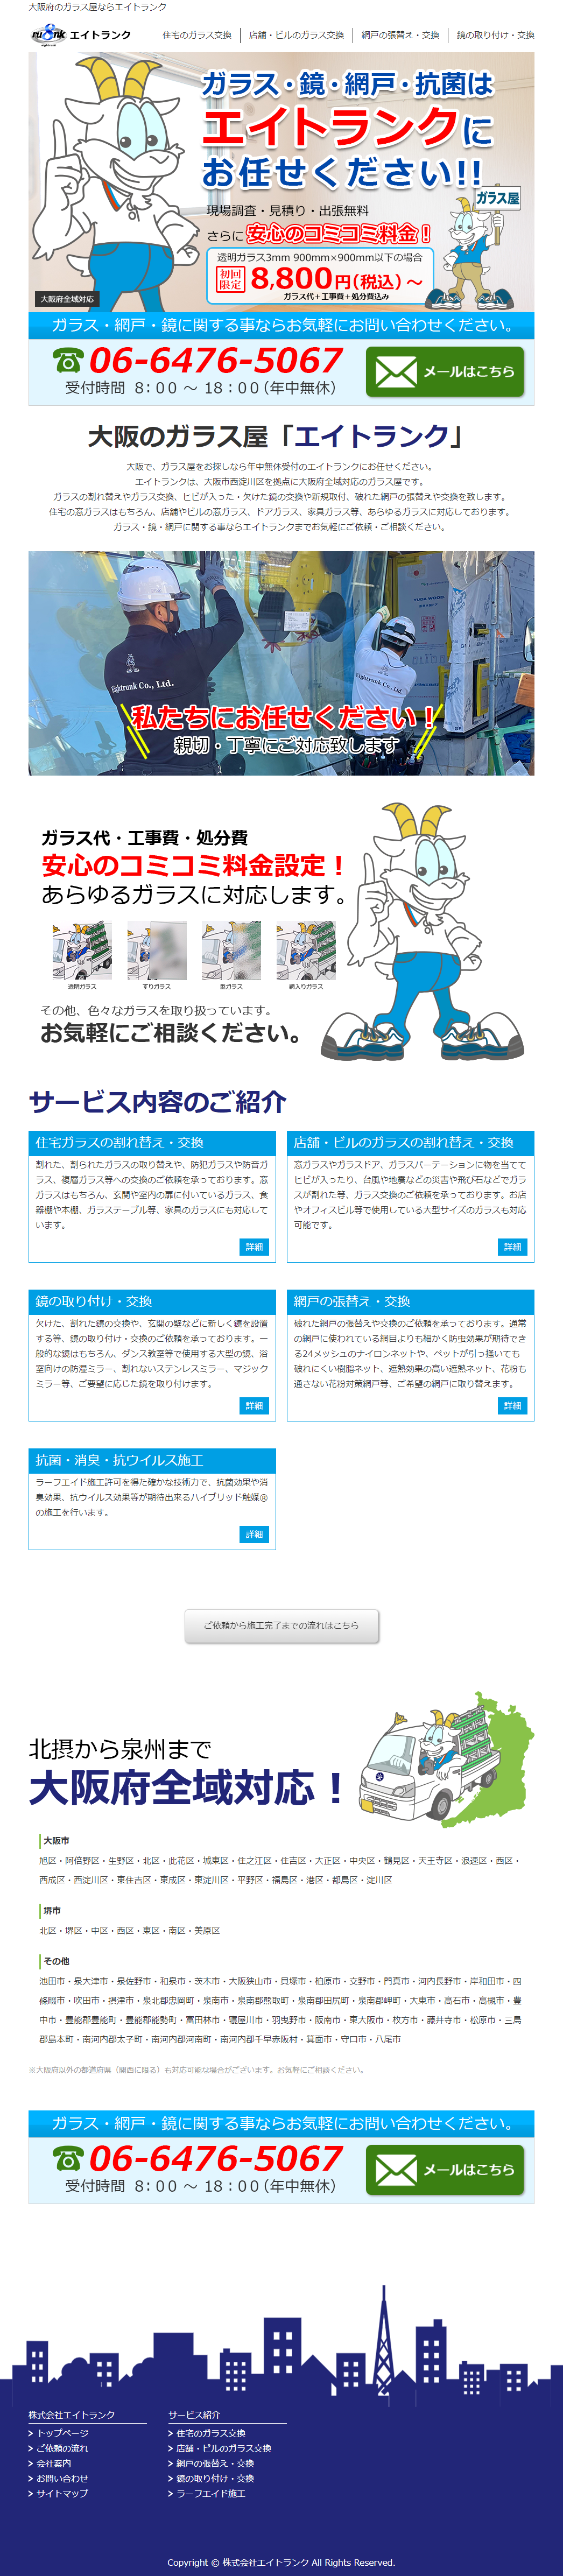 大阪府のガラス屋ならエイトランク
エイトランク
住宅のガラス交換
店舗・ビルのガラス交換
網戸の張替え・交換
鏡の取り付け・交換
ガラス・鏡・網戸・抗菌は
エイトランクに
お任せください!!
ガラス屋
現場調査・見積り・出張無料
さらに安心のコミコミ料金！
透明ガラス3mm 900mm×900mm以下の場合
初回限定 8,800円（税込）～
ガラス代＋工事費＋処分費込み
大阪府全域対応
ガラス・網戸・鏡に関する事ならお気軽にお問い合わせください。
06-6476-5067
受付時間 8：00 ～ 18：00（年中無休）
メールはこちら
大阪のガラス屋「エイトランク」
大阪で、ガラス屋をお探しなら年中無休受付のエイトランクにお任せください。
エイトランクは、大阪市西淀川区を拠点に大阪府全域対応のガラス屋です。
ガラスの割れ替えやガラス交換、ヒビが入った・欠けた鏡の交換や新規取付、破れた網戸の張替えや交換を致します。
住宅の窓ガラスはもちろん、店舗やビルの窓ガラス、ドアガラス、家具ガラス等、あらゆるガラスに対応しております。
ガラス・鏡・網戸に関する事ならエイトランクまでお気軽にご依頼・ご相談ください。
Eightrunk Co., Ltd.
Eightrunk Co., Ltd.
私たちにお任せください！
親切・丁寧にご対応致します
ガラス代・工事費・処分費
安心のコミコミ料金設定！
あらゆるガラスに対応します。
透明ガラス
すりガラス
型ガラス
網入りガラス
その他、色々なガラスを取り扱っています。
お気軽にご相談ください。
サービス内容のご紹介
住宅ガラスの割れ替え・交換
割れた、割られたガラスの取り替えや、防犯ガラスや防音ガ
ラス、複層ガラス等への交換のご依頼を承っております。窓
ガラスはもちろん、玄関や室内の扉に付いているガラス、食
器棚や本棚、ガラステーブル等、家具のガラスにも対応して
います。
詳細
店舗・ビルのガラスの割れ替え・交換
窓ガラスやガラスドア、ガラスパーテーションに物を当てて
ヒビが入ったり、台風や地震などの災害や飛び石などでガラ
スが割れた等、ガラス交換のご依頼を承っております。お店
やオフィスビル等で使用している大型サイズのガラスも対応
可能です。
詳細
鏡の取り付け・交換
欠けた、割れた鏡の交換や、玄関の壁などに新しく鏡を設置
する等、鏡の取り付け・交換のご依頼を承っております。一
般的な鏡はもちろん、ダンス教室等で使用する大型の鏡、浴
室向けの防湿ミラー、割れないステンレスミラー、マジック
ミラー等、ご要望に応じた鏡を取り付けます。
詳細
網戸の張替え・交換
破れた網戸の張替えや交換のご依頼を承っております。通常
の網戸に使われている網目よりも細かく防虫効果が期待でき
る24メッシュのナイロンネットや、ペットが引っ掻いても
破れにくい樹脂ネット、遮熱効果の高い遮熱ネット、花粉も
通さない花粉対策網戸等、ご希望の網戸に取り替えます。
詳細
抗菌・消臭・抗ウイルス施工
ラーフエイド施工許可を得た確かな技術力で、抗菌効果や消
臭効果、抗ウイルス効果等が期待出来るハイブリッド触媒®
の施工を行います。
詳細
ご依頼から施工完了までの流れはこちら
北摂から泉州まで
大阪府全域対応！
大阪市
旭区・阿倍野区・生野区・北区・此花区・城東区・住之江区・住吉区・大正区・中央区・鶴見区・天王寺区・浪速区・西区・
西成区・西淀川区・東住吉区・東成区・東淀川区・平野区・福島区・港区・都島区・淀川区
堺市
北区・堺区・中区・西区・東区・南区・美原区
その他
池田市・泉大津市・泉佐野市・和泉市・茨木市・大阪狭山市・貝塚市・柏原市・交野市・門真市・河内長野市・岸和田市・四
條畷市・吹田市・摂津市・泉北郡忠岡町・泉南市・泉南郡熊取町・泉南郡田尻町・泉南郡岬町・大東市・高石市・高槻市・豊
中市・豊能郡豊能町・豊能郡能勢町・富田林市・寝屋川市・羽曳野市・阪南市・東大阪市・枚方市・藤井寺市・松原市・三島
郡島本町・南河内郡太子町・南河内郡河南町・南河内郡千早赤阪村・箕面市・守口市・八尾市
※大阪府以外の都道府県（関西に限る）も対応可能な場合がございます。お気軽にご相談ください。
ガラス・網戸・鏡に関する事ならお気軽にお問い合わせください。
06-6476-5067
受付時間 8：00 ～ 18：00（年中無休）
メールはこちら
株式会社エイトランク
トップページ
ご依頼の流れ
会社案内
お問い合わせ
サイトマップ
サービス紹介
住宅のガラス交換
店舗・ビルのガラス交換
網戸の張替え・交換
鏡の取り付け・交換
ラーフエイド施工
Copyright © 株式会社エイトランク All Rights Reserved.